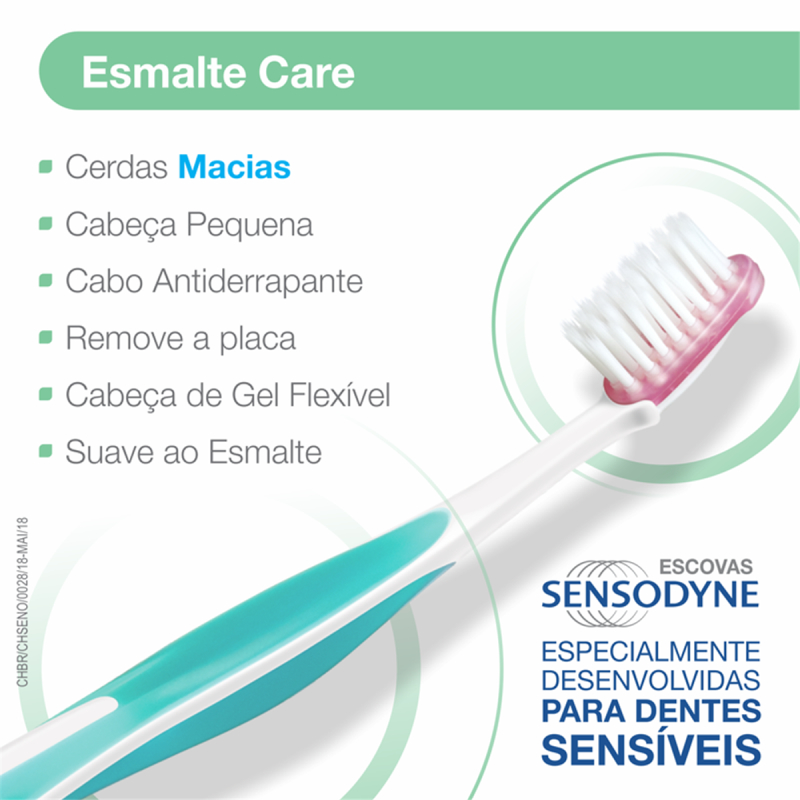 Esmalte Care
Cerdas Macias
Cabeça Pequena
Cabo Antiderrapante
Remove a placa
Cabeça de Gel Flexível
Suave ao Esmalte
CHBR/CHSENO/0028/18-MAI/18
ESCOVAS
SENSODYNE
ESPECIALMENTE
DESENVOLVIDAS
PARA DENTES
SENSÍVEIS